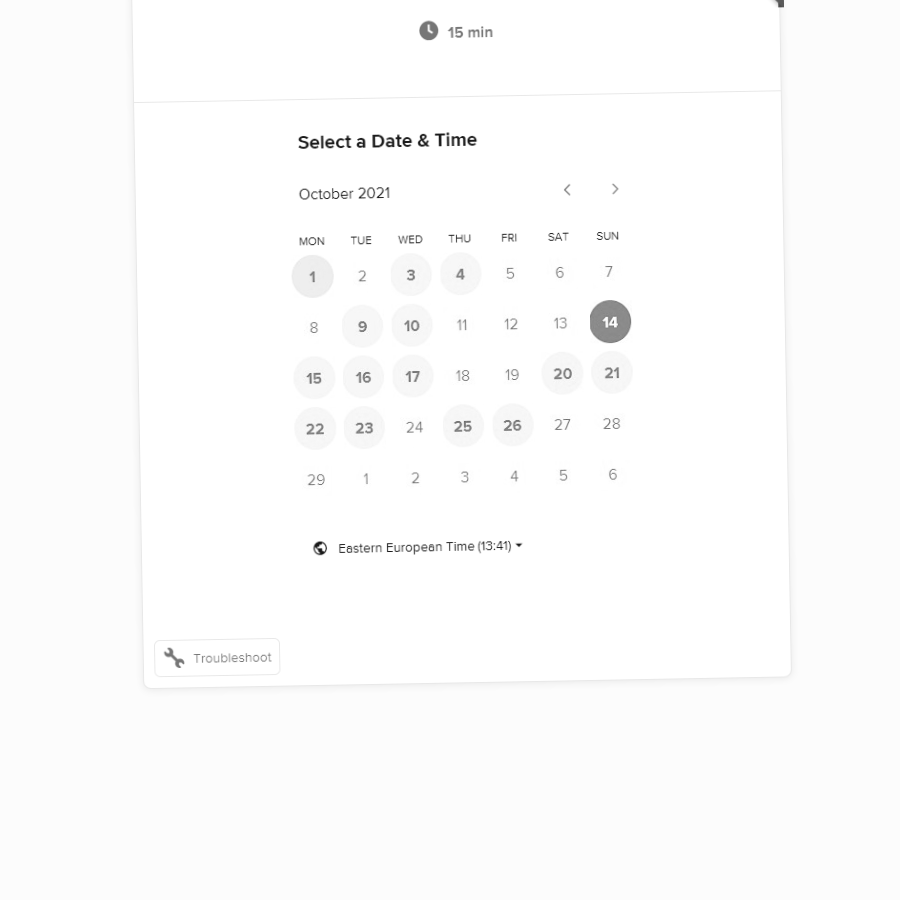 15 min
Select a Date & Time
October 2021
MON TUE WED THU FRI SAT SUN
1 2 3 4 5 6 7
8 9 10 11 12 13 14
15 16 17 18 19 20 21
22 23 24 25 26 27 28
29 1 2 3 4 5 6
Eastern European Time (13:41)
Troubleshoot